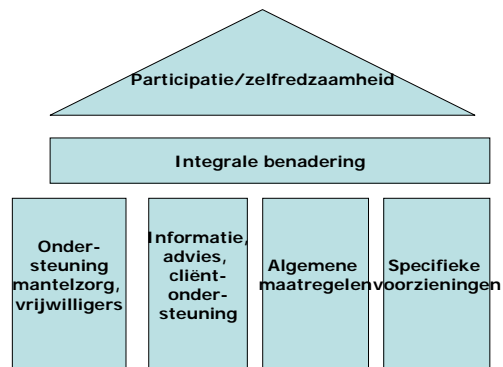 Participatie/zelfredzaamheid
Integrale benadering
Onder-
steuning
mantelzorg,
vrijwilligers
Informatie,
advies,
cliënt-
onder-
steuning
Algemene
maatregelen
Specifieke
voorzieningen